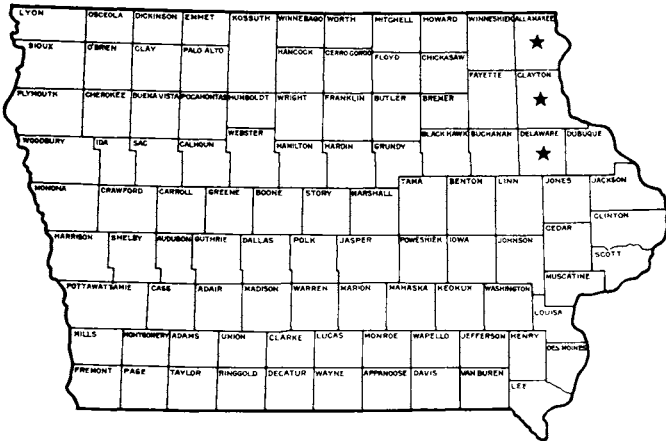 LYON OSCEOLA DICKINSON EMMET KOSSUTH WINNEBAGO WORTH MITCHELL HOWARD WINNESHIEK ALLAMAKEE
SIOUX O'BRIEN CLAY PALO ALTO HANCOCK CERRO GORDO FLOYD CHICKASAW
FAYETTE CLAYTON
PLYMOUTH CHEROKEE BUENA VISTA POCAHONTAS HUMBOLDT WRIGHT FRANKLIN BUTLER BREMER
WEBSTER BLACK HAWK BUCHANAN DELAWARE DUBUQUE
WOODBURY IDA SAC CALHOUN HAMILTON HARDIN GRUNDY
TAMA BENTON LINN JONES JACKSON
MONONA CRAWFORD CARROLL GREENE BOONE STORY MARSHALL
CLINTON
CEDAR
HARRISON SHELBY AUDUBON GUTHRIE DALLAS POLK JASPER POWESHIEK IOWA JOHNSON
SCOTT
MUSCATINE
POTTAWATTAMIE CASS ADAIR MADISON WARREN MARION MAHASKA KEOKUK WASHINGTON
LOUISA
MILLS MONTGOMERY ADAMS UNION CLARKE LUCAS MONROE WAPELLO JEFFERSON HENRY
DES MOINES
FREMONT PAGE TAYLOR RINGGOLD DECATUR WAYNE APPANOOSE DAVIS VAN BUREN
LEE